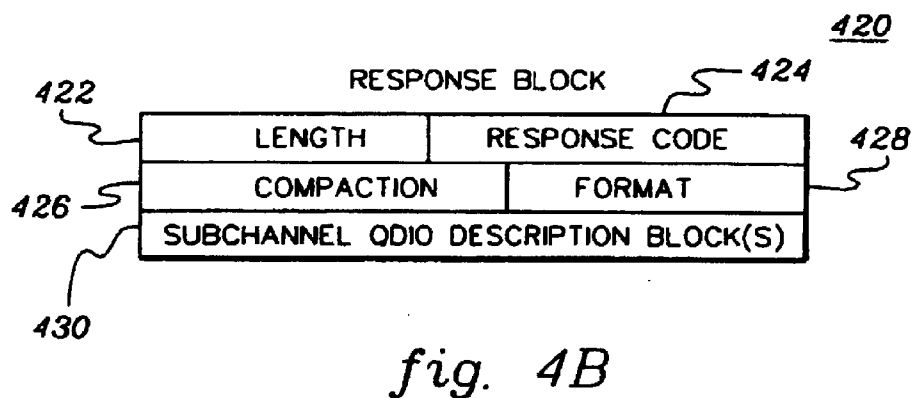 420
RESPONSE BLOCK
424
422
LENGTH
RESPONSE CODE
428
COMPACTION
FORMAT
426
SUBCHANNEL QDIO DESCRIPTION BLOCK(S)
430
fig. 4B